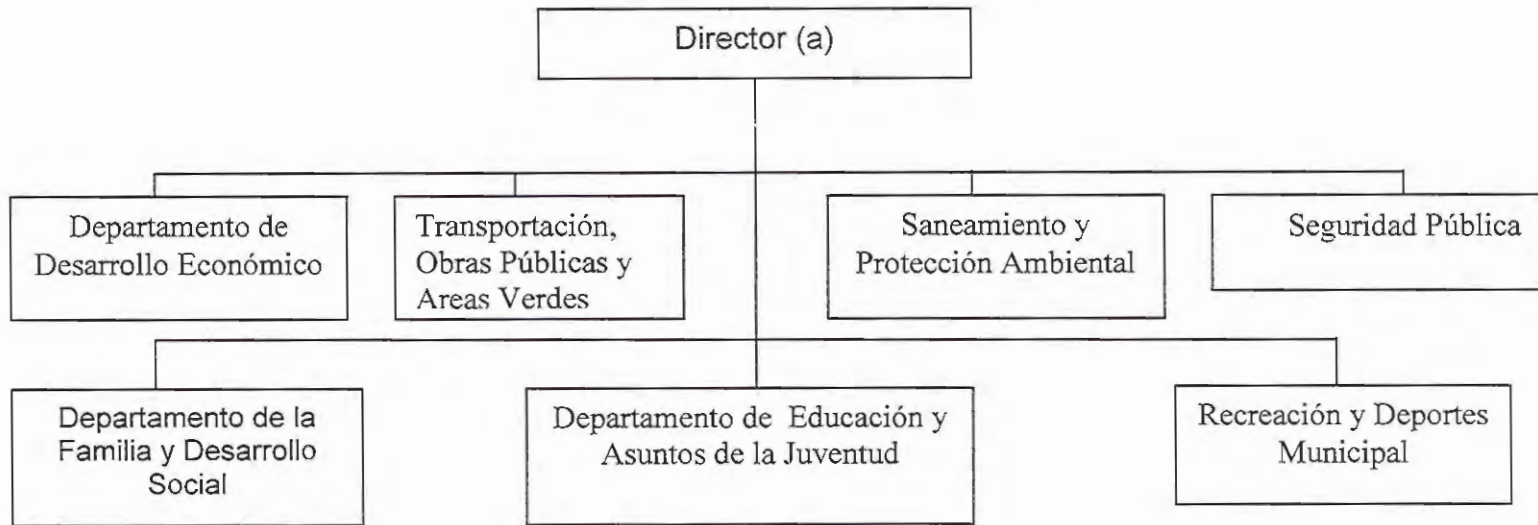 Director (a)
Departamento de
Desarrollo Económico
Transportación,
Obras Públicas y
Areas Verdes
Saneamiento y
Protección Ambiental
Seguridad Pública
Departamento de la
Familia y Desarrollo
Social
Departamento de Educación y
Asuntos de la Juventud
Recreación y Deportes
Municipal